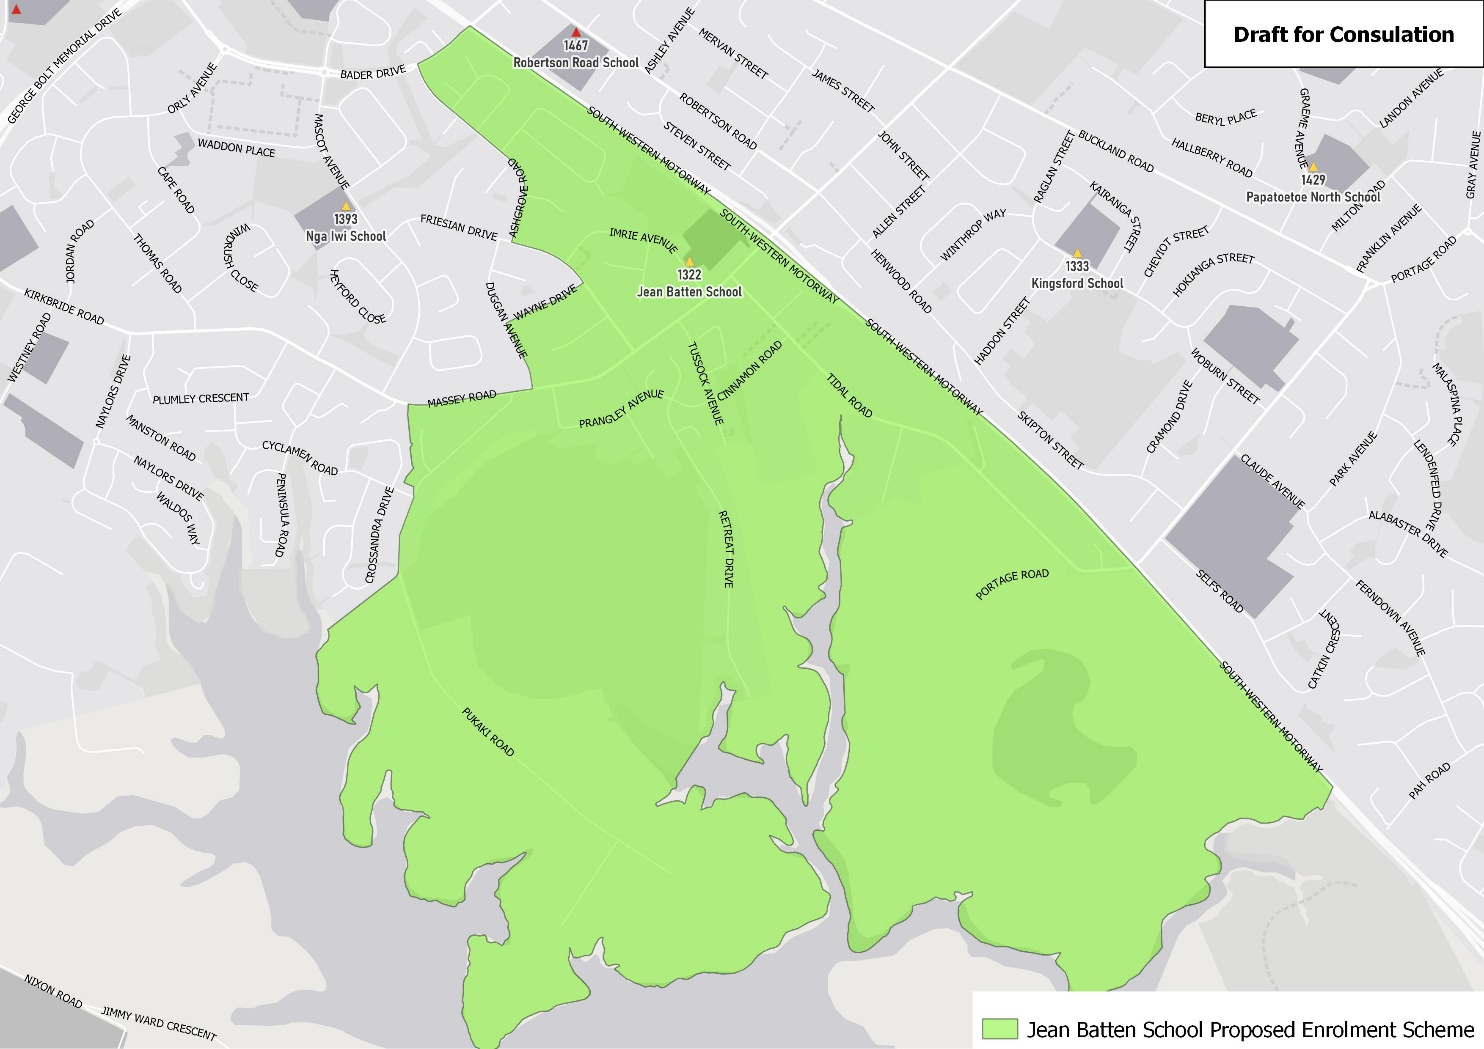 Draft for Consulation
GEORGE BOLT MEMORIAL DRIVE
BADER DRIVE
ORLY AVENUE
WADDON PLACE
MASCOT AVENUE
CAPE ROAD
1393
Nga Iwi School
FRIESIAN DRIVE
ASHGROVE ROAD
JORDAN ROAD
THOMAS ROAD
WINDRUSH CLOSE
HEYFORD CLOSE
KIRKBRIDE ROAD
WESTNEY ROAD
DUGGAN AVENUE
WAYNE DRIVE
1467
Robertson Road School
ASHLEY AVENUE
MERVAN STREET
JAMES STREET
ROBERTSON ROAD
STEVEN STREET
SOUTH-WESTERN MOTORWAY
JOHN STREET
ALLEN STREET
IMRIE AVENUE
1322
Jean Batten School
SOUTH-WESTERN MOTORWAY
HENWOOD ROAD
WINTHROP WAY
RAGLAN STREET
BUCKLAND ROAD
KAIRANGA STREET
1333
Kingsford School
CHEVIOT STREET
HOKIANGA STREET
BERYL PLACE
HALLBERRY ROAD
GRAEME AVENUE
LANDON AVENUE
GRAY AVENUE
1429
Papatoetoe North School
MILTON ROAD
FRANKLIN AVENUE
PORTAGE ROAD
HADDON STREET
SOUTH-WESTERN MOTORWAY
WOBURN STREET
CRAMOND DRIVE
SKIPTON STREET
MALASPINA PLACE
PARK AVENUE
LENDENFELD DRIVE
CLAUDE AVENUE
ALABASTER DRIVE
SELFS ROAD
FERNDOWN AVENUE
CATKIN CRESCENT
SOUTH-WESTERN MOTORWAY
PAH ROAD
NAYLORS DRIVE
PLUMLEY CRESCENT
MASSEY ROAD
MANSTON ROAD
CYCLAMEN ROAD
NAYLORS DRIVE
WALDOS WAY
PENINSULA ROAD
CROSSANDRA DRIVE
PRANGLEY AVENUE
TUSSOCK AVENUE
CINNAMON ROAD
TIDAL ROAD
RETREAT DRIVE
PORTAGE ROAD
PUKAKI ROAD
NIXON ROAD
JIMMY WARD CRESCENT
Jean Batten School Proposed Enrolment Scheme